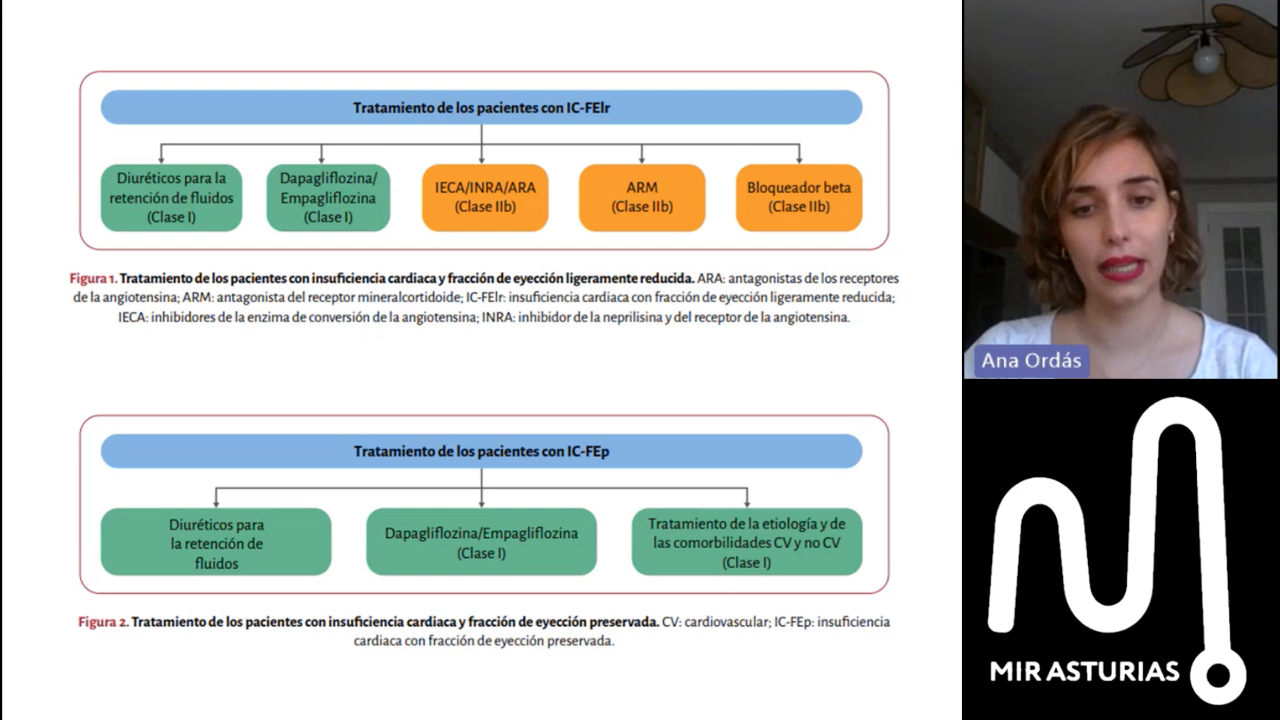 Tratamiento de los pacientes con IC-FElr
Diuréticos para la
retención de fluidos
(Clase I)
Dapagliflozina/
Empagliflozina
(Clase I)
IECA/INRA/ARA
(Clase IIb)
ARM
(Clase IIb)
Bloqueador beta
(Clase IIb)
Figura 1. Tratamiento de los pacientes con insuficiencia cardiaca y fracción de eyección ligeramente reducida. ARA: antagonistas de los receptores
de la angiotensina; ARM: antagonista del receptor mineralcortidoide; IC-FElr: insuficiencia cardiaca con fracción de eyección ligeramente reducida;
IECA: inhibidores de la enzima de conversión de la angiotensina; INRA: inhibidor de la neprilisina y del receptor de la angiotensina.
Tratamiento de los pacientes con IC-FEp
Diuréticos para
la retención de
fluidos
Dapagliflozina/Empagliflozina
(Clase I)
Tratamiento de la etiología y de
las comorbilidades CV y no CV
(Clase I)
Figura 2. Tratamiento de los pacientes con insuficiencia cardiaca y fracción de eyección preservada. CV: cardiovascular; IC-FEp: insuficiencia
cardiaca con fracción de eyección preservada.
Ana Ordás
MIR ASTURIAS